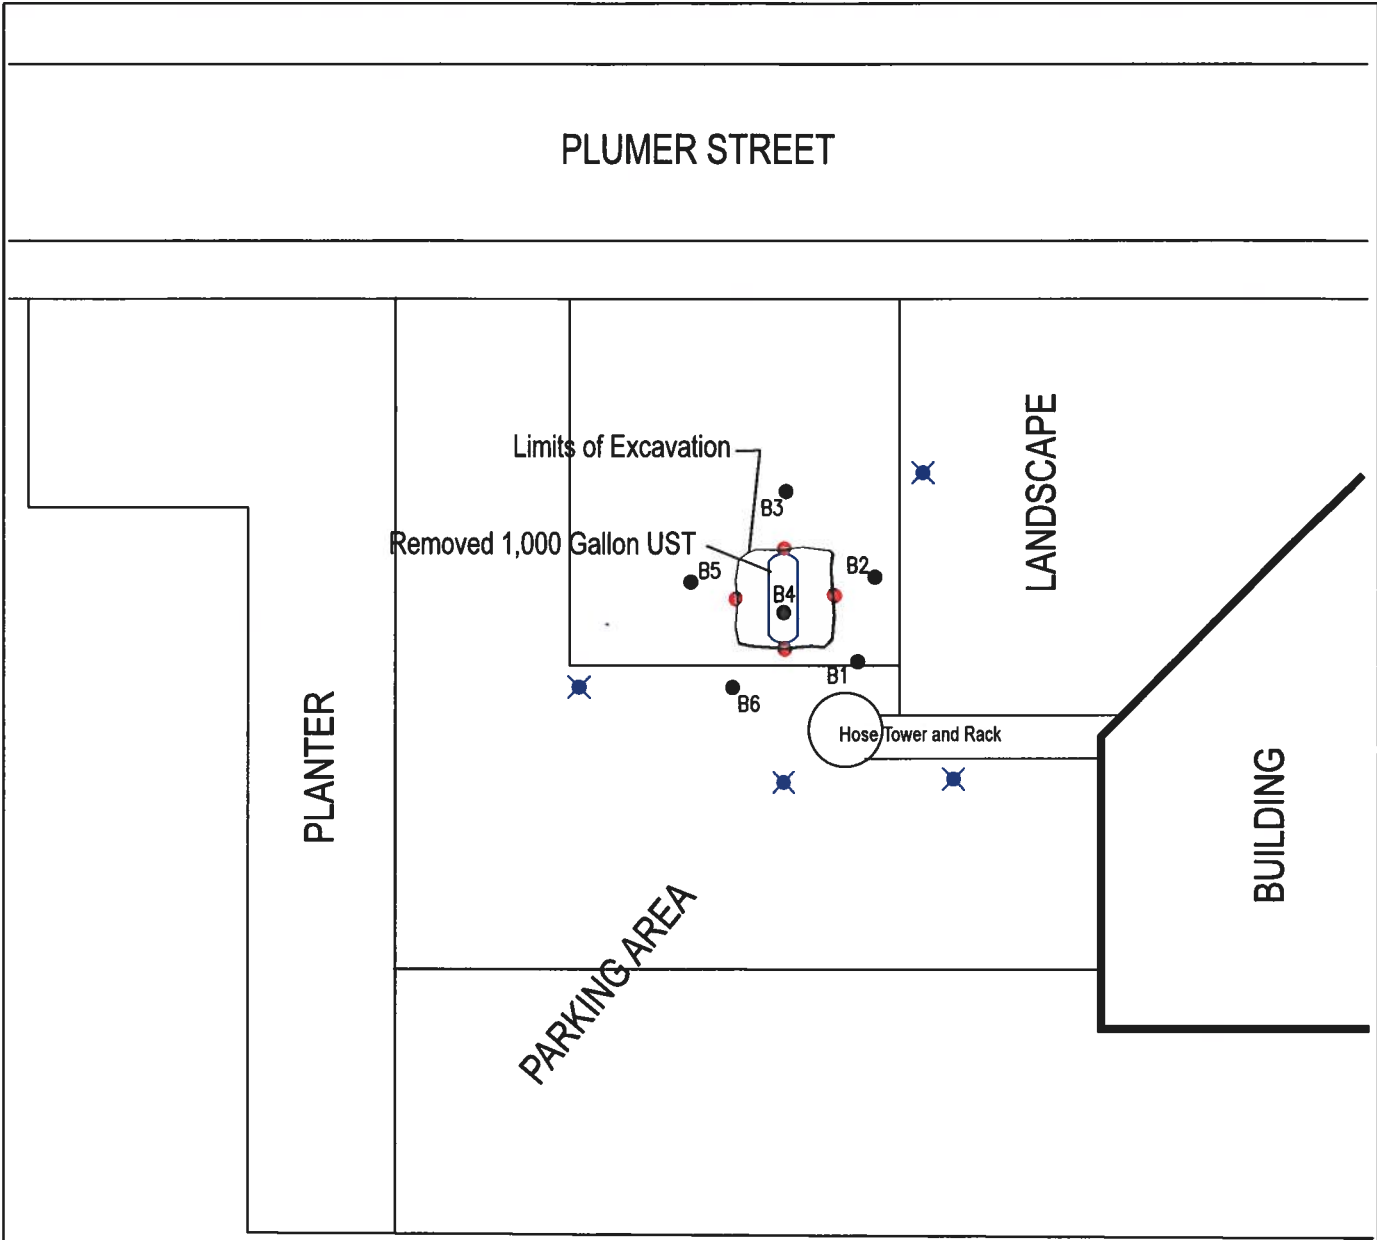 PLUMER STREET
LANDSCAPE
Limits of Excavation
B3
Removed 1,000 Gallon UST
B5
B2
B4
B1
B6
PLANTER
Hose Tower and Rack
BUILDING
PARKING AREA